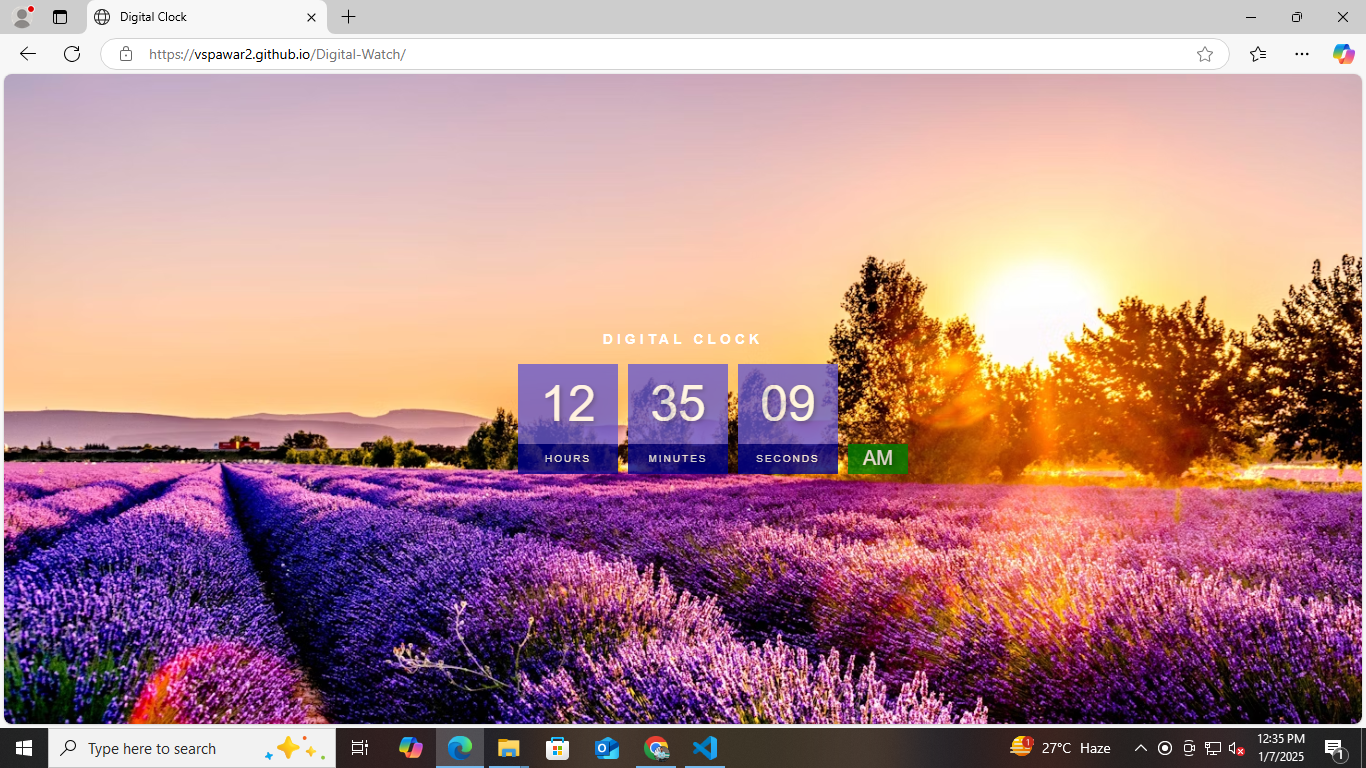 Digital Clock
https://vspawar2.github.io/Digital-Watch/
DIGITAL CLOCK
12 35 09
HOURS MINUTES SECONDS AM
Type here to search
1 27°C Haze
12:35 PM
1/7/2025
1